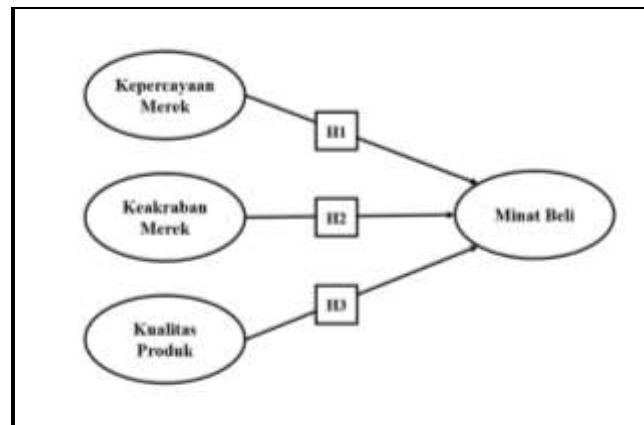 Kepercayaan
Merek
H1
Keakraban
Merek
H2
Minat Beli
H3
Kualitas
Produk